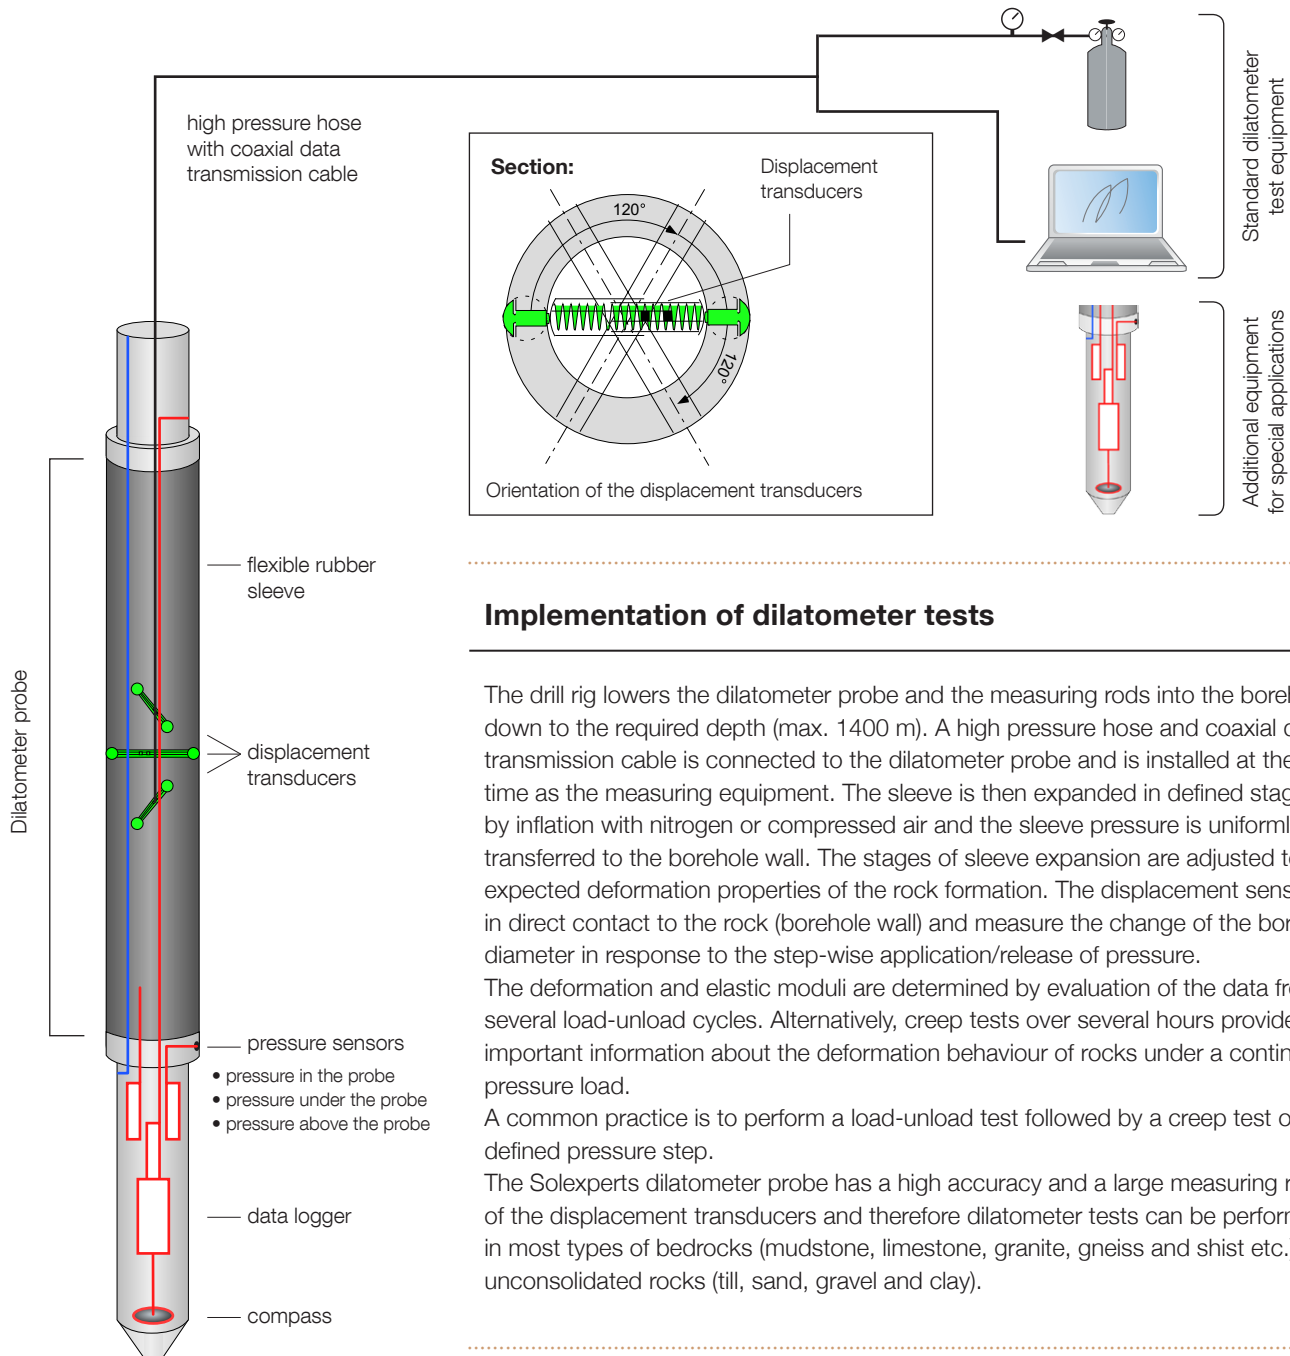 high pressure hose
with coaxial data
transmission cable
Section:
Displacement
transducers
120°
120°
Orientation of the displacement transducers
Standard dilatometer
test equipment
Additional equipment
for special applications
Dilatometer probe
flexible rubber
sleeve
displacement
transducers
pressure sensors
• pressure in the probe
• pressure under the probe
• pressure above the probe
data logger
compass
Implementation of dilatometer tests
The drill rig lowers the dilatometer probe and the measuring rods into the
down to the required depth (max. 1400 m). A high pressure hose and coaxial
transmission cable is connected to the dilatometer probe and is installed at the
time as the measuring equipment. The sleeve is then expanded in defined
by inflation with nitrogen or compressed air and the sleeve pressure is
transferred to the borehole wall. The stages of sleeve expansion are adjusted
expected deformation properties of the rock formation. The displacement
in direct contact to the rock (borehole wall) and measure the change of the
diameter in response to the step-wise application/release of pressure.
The deformation and elastic moduli are determined by evaluation of the data
several load-unload cycles. Alternatively, creep tests over several hours provide
important information about the deformation behaviour of rocks under a
pressure load.
A common practice is to perform a load-unload test followed by a creep test
defined pressure step.
The Solexperts dilatometer probe has a high accuracy and a large measuring
of the displacement transducers and therefore dilatometer tests can be
in most types of bedrocks (mudstone, limestone, granite, gneiss and shist etc.
unconsolidated rocks (till, sand, gravel and clay).